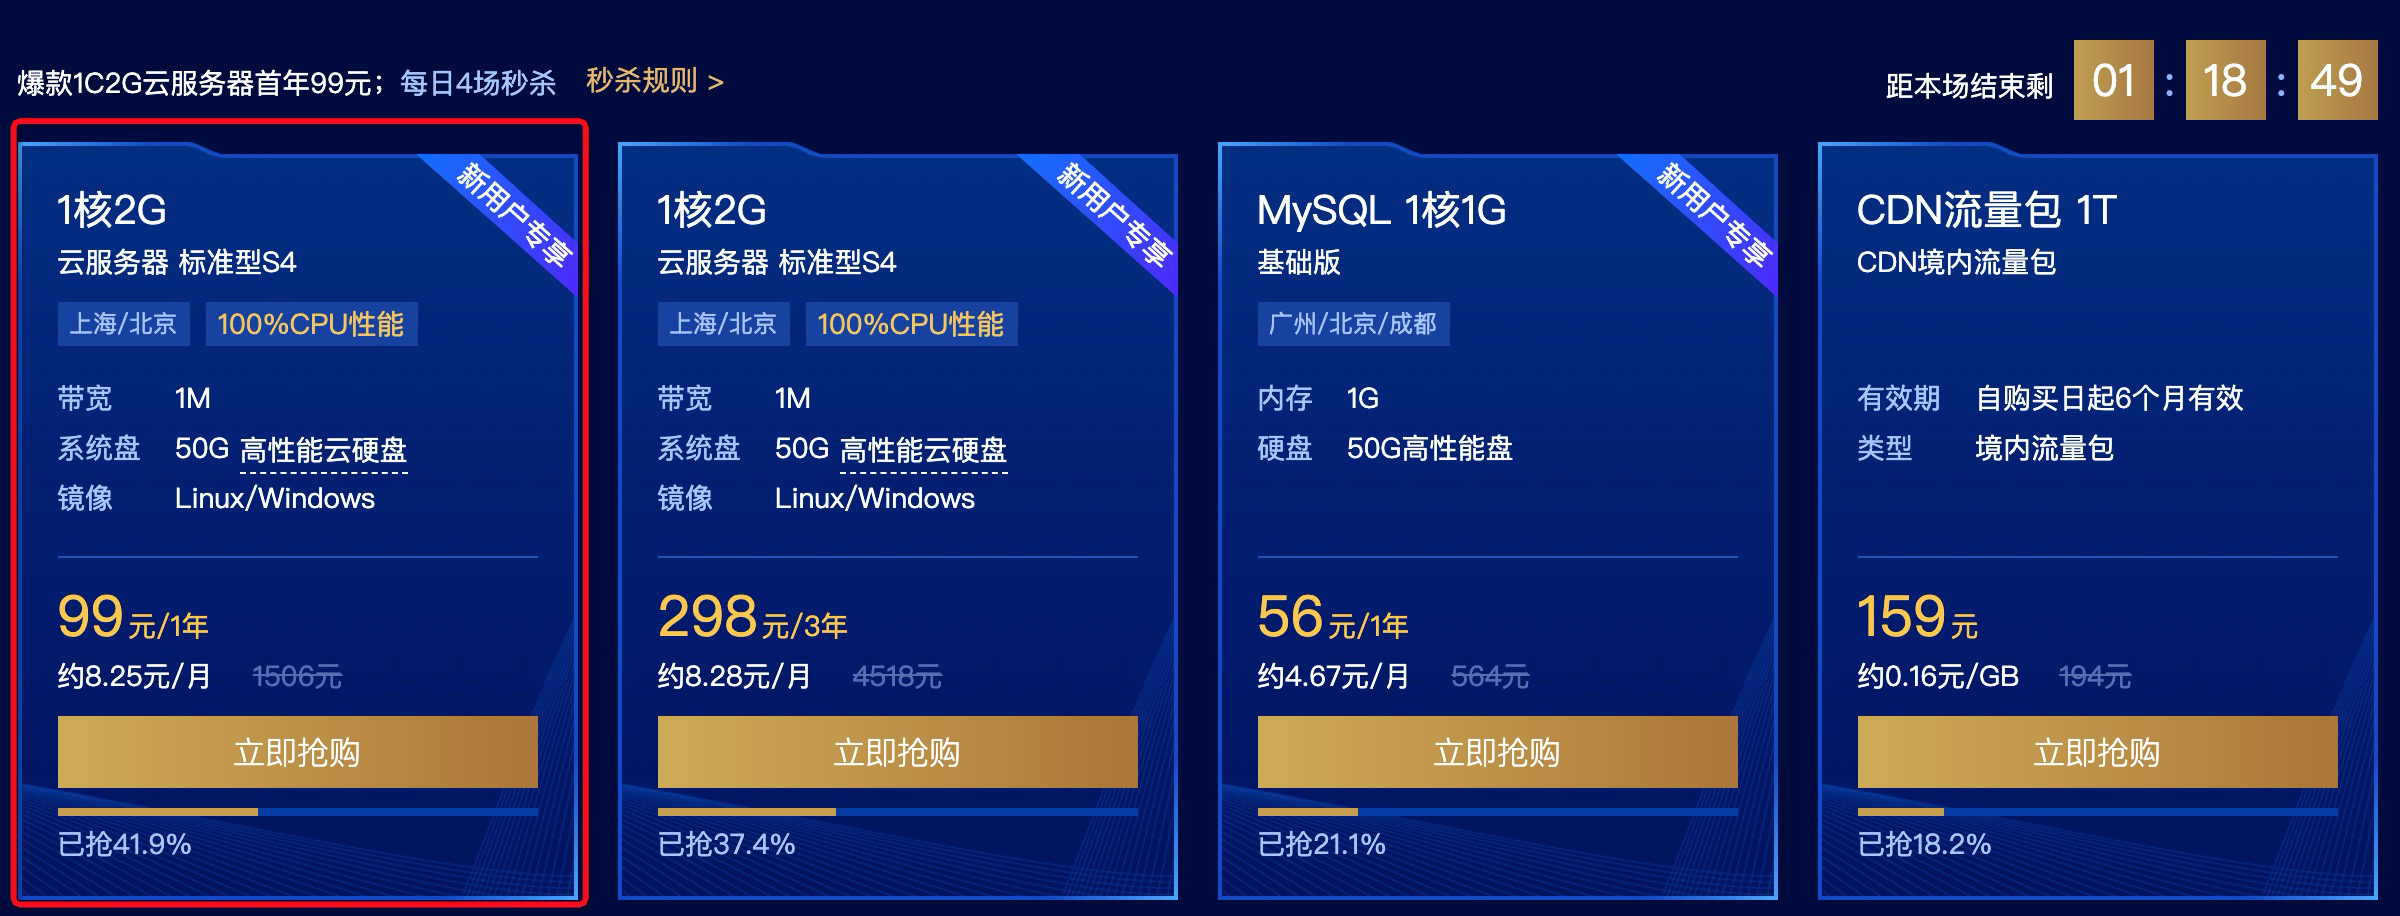 爆款1C2G云服务器首年99元；每日4场秒杀 秒杀规则 >
距本场结束剩 01 : 18 : 49
新用户专享
1核2G
云服务器 标准型S4
上海/北京 100%CPU性能
带宽 1M
系统盘 50G 高性能云硬盘
镜像 Linux/Windows
99元/1年
约8.25元/月 1506元
立即抢购
已抢41.9%
新用户专享
1核2G
云服务器 标准型S4
上海/北京 100%CPU性能
带宽 1M
系统盘 50G 高性能云硬盘
镜像 Linux/Windows
298元/3年
约8.28元/月 4518元
立即抢购
已抢37.4%
新用户专享
MySQL 1核1G
基础版
广州/北京/成都
内存 1G
硬盘 50G高性能盘
56元/1年
约4.67元/月 564元
立即抢购
已抢21.1%
CDN流量包 1T
CDN境内流量包
有效期 自购买日起6个月有效
类型 境内流量包
159元
约0.16元/GB 194元
立即抢购
已抢18.2%